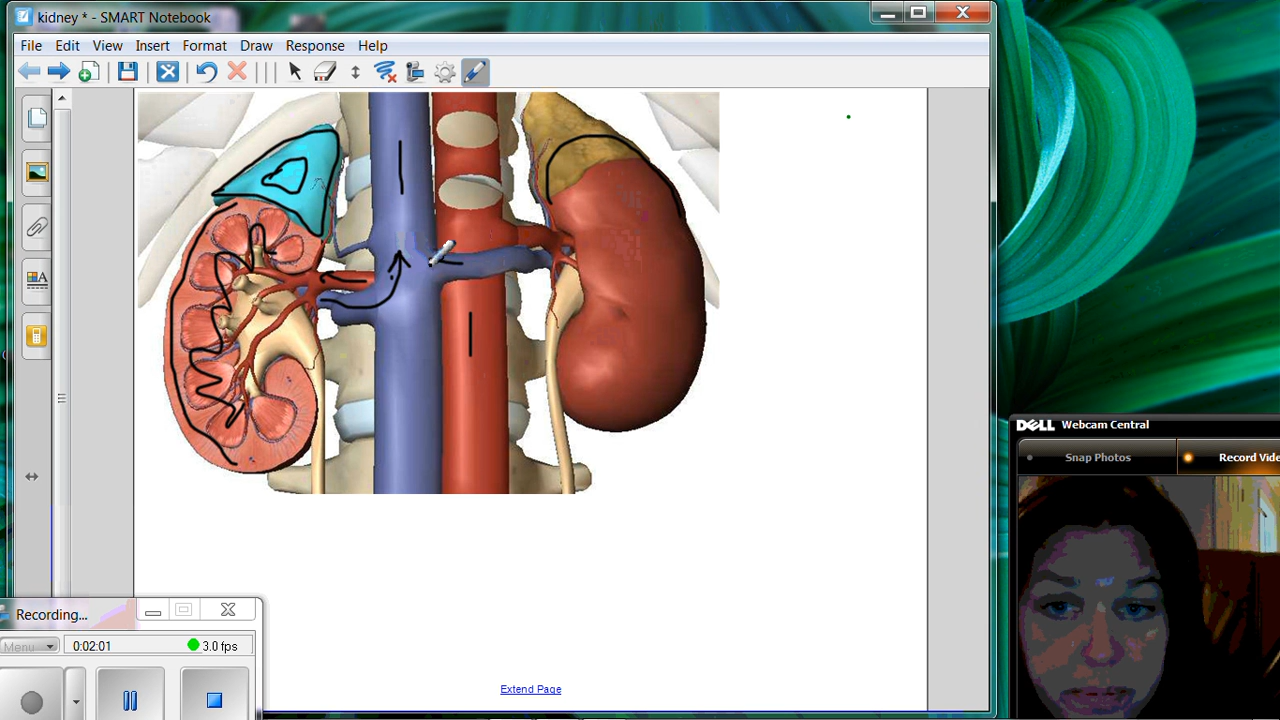 kidney * - SMART Notebook
File Edit View Insert Format Draw Response Help
DELL Webcam Central
Snap Photos Record Vide
Recording...
Menu 0:02:01 3.0 fps
Extend Page